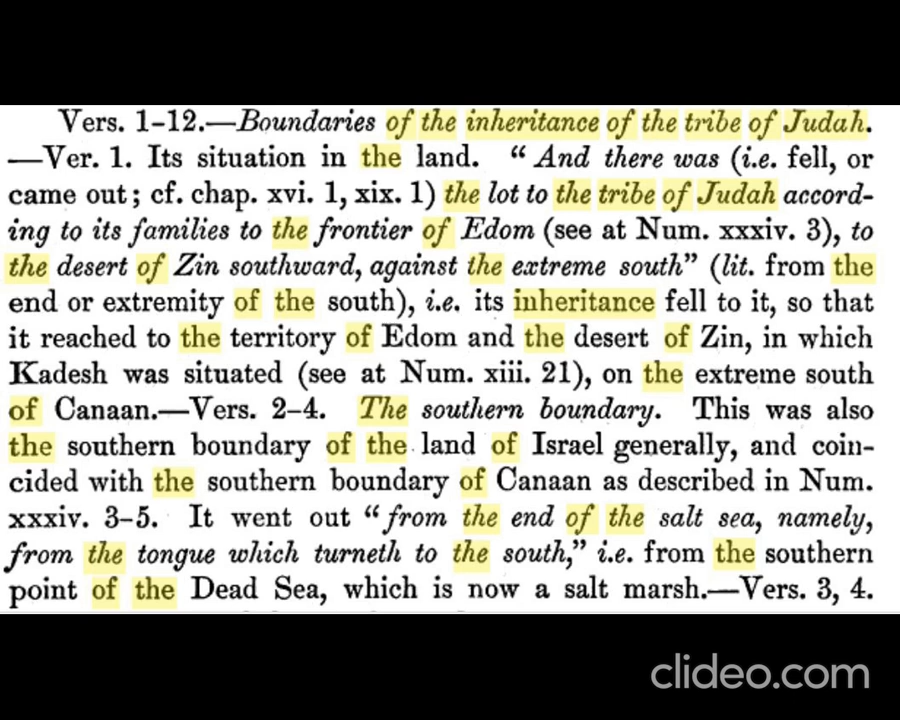 Vers. 1-12.—Boundaries of the inheritance of the tribe of Judah.
—Ver. 1. Its situation in the land. “And there was (i.e. fell, or
came out; cf. chap. xvi. 1, xix. 1) the lot to the tribe of Judah accord-
ing to its families to the frontier of Edom (see at Num. xxxiv. 3), to
the desert of Zin southward, against the extreme south” (lit. from the
end or extremity of the south), i.e. its inheritance fell to it, so that
it reached to the territory of Edom and the desert of Zin, in which
Kadesh was situated (see at Num. xiii. 21), on the extreme south
of Canaan.—Vers. 2-4. The southern boundary. This was also
the southern boundary of the land of Israel generally, and coin-
cided with the southern boundary of Canaan as described in Num.
xxxiv. 3-5. It went out “from the end of the salt sea, namely,
from the tongue which turneth to the south,” i.e. from the southern
point of the Dead Sea, which is now a salt marsh.—Vers. 3, 4.
clideo.com